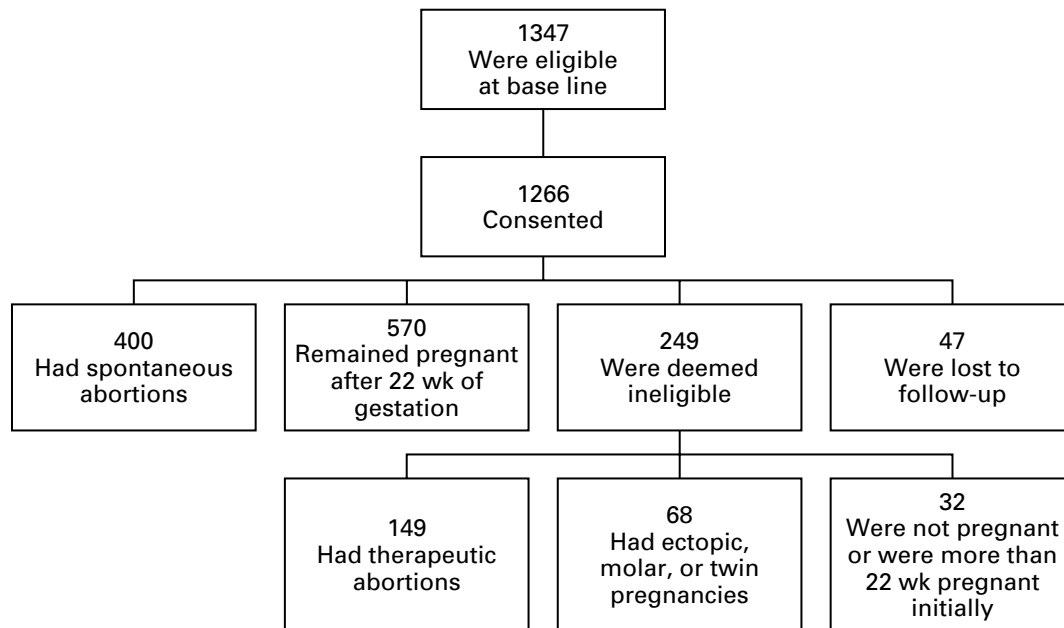 1347
Were eligible
at base line
1266
Consented
400
Had spontaneous
abortions
570
Remained pregnant
after 22 wk of
gestation
249
Were deemed
ineligible
47
Were lost to
follow-up
149
Had therapeutic
abortions
68
Had ectopic,
molar, or twin
pregnancies
32
Were not pregnant
or were more than
22 wk pregnant
initially